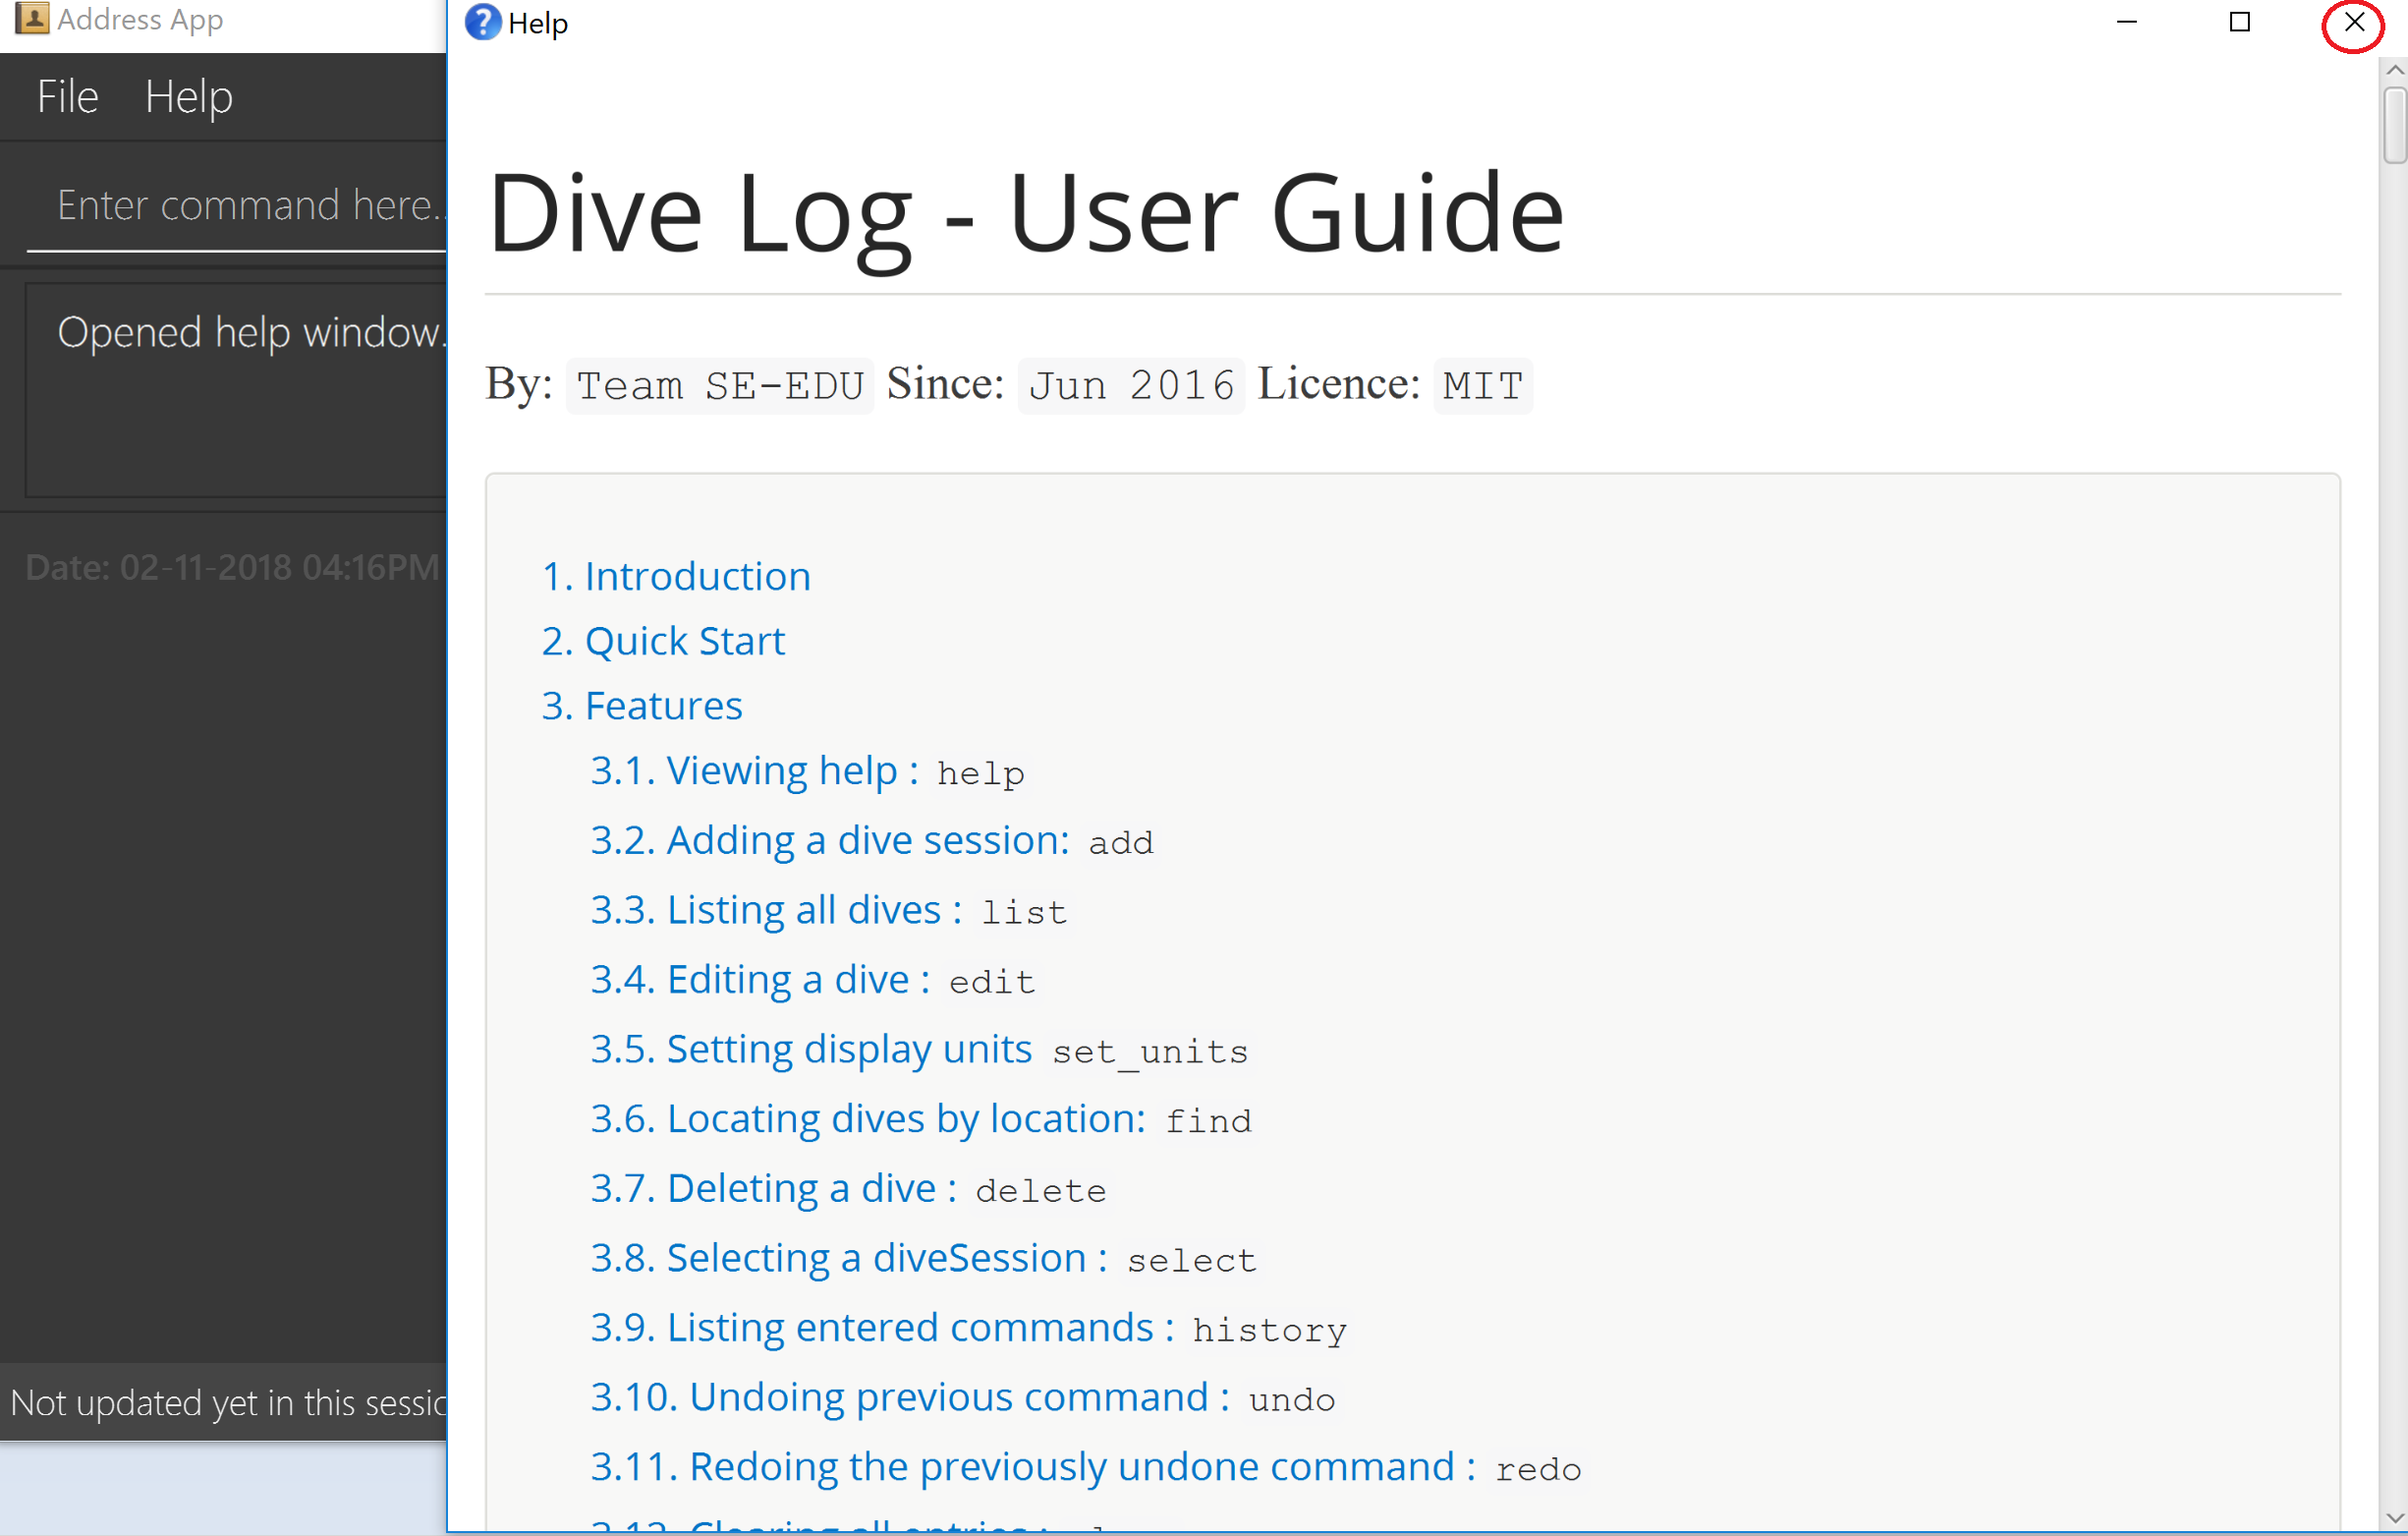 Address App
File Help
Enter command here..
Opened help window.
Date: 02-11-2018 04:16PM
Not updated yet in this
Help
Dive Log - User Guide
By: Team SE-EDU Since: Jun 2016 Licence: MIT
1. Introduction
2. Quick Start
3. Features
3.1. Viewing help : help
3.2. Adding a dive session: add
3.3. Listing all dives : list
3.4. Editing a dive : edit
3.5. Setting display units set_units
3.6. Locating dives by location: find
3.7. Deleting a dive : delete
3.8. Selecting a diveSession : select
3.9. Listing entered commands : history
3.10. Undoing previous command : undo
3.11. Redoing the previously undone command : redo
3.12. Clearing all entries :